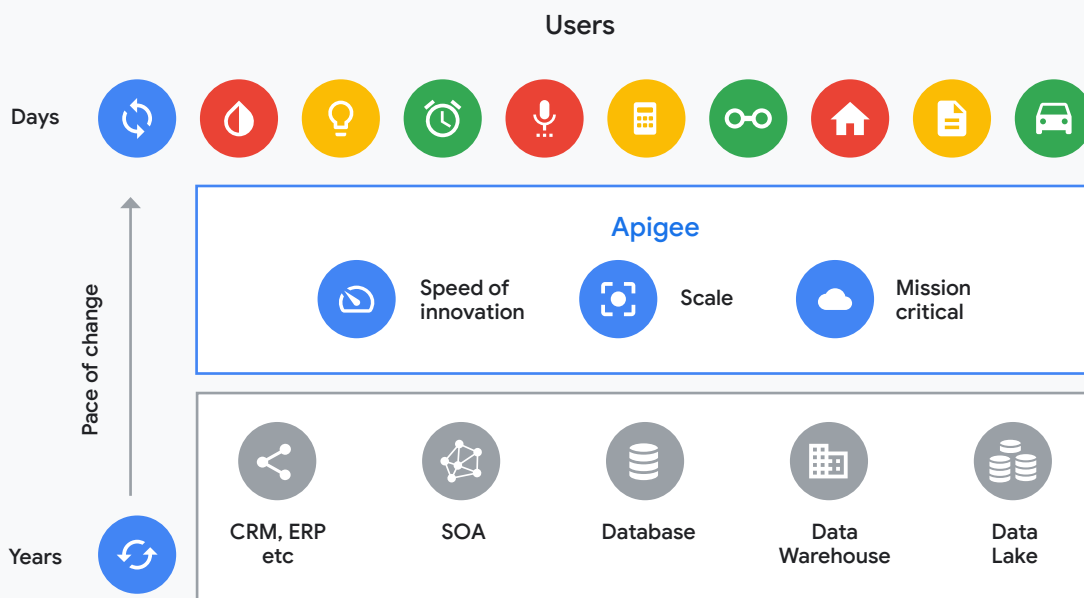 Users
Days
Apigee
Speed of
innovation
Scale
Mission
critical
Pace of change
CRM, ERP
etc
SOA
Database
Data
Warehouse
Data
Lake
Years